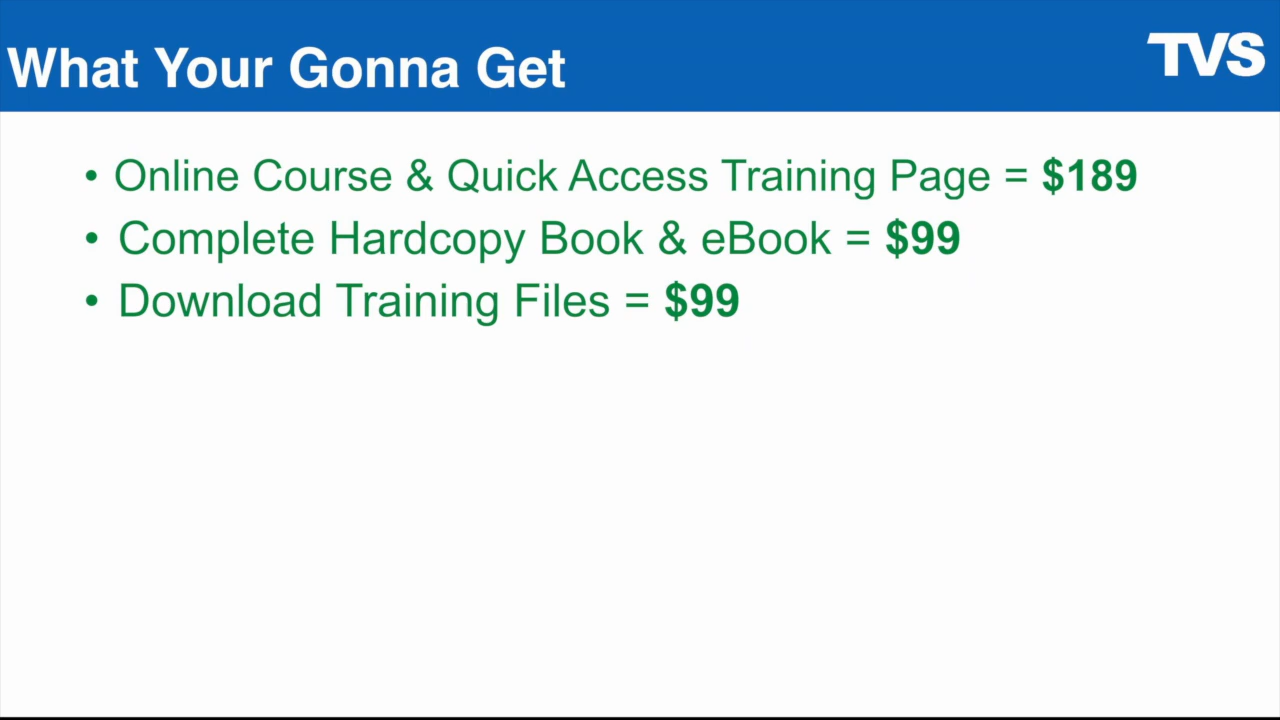 What Your Gonna Get
TVS
• Online Course & Quick Access Training Page = $189
• Complete Hardcopy Book & eBook = $99
• Download Training Files = $99